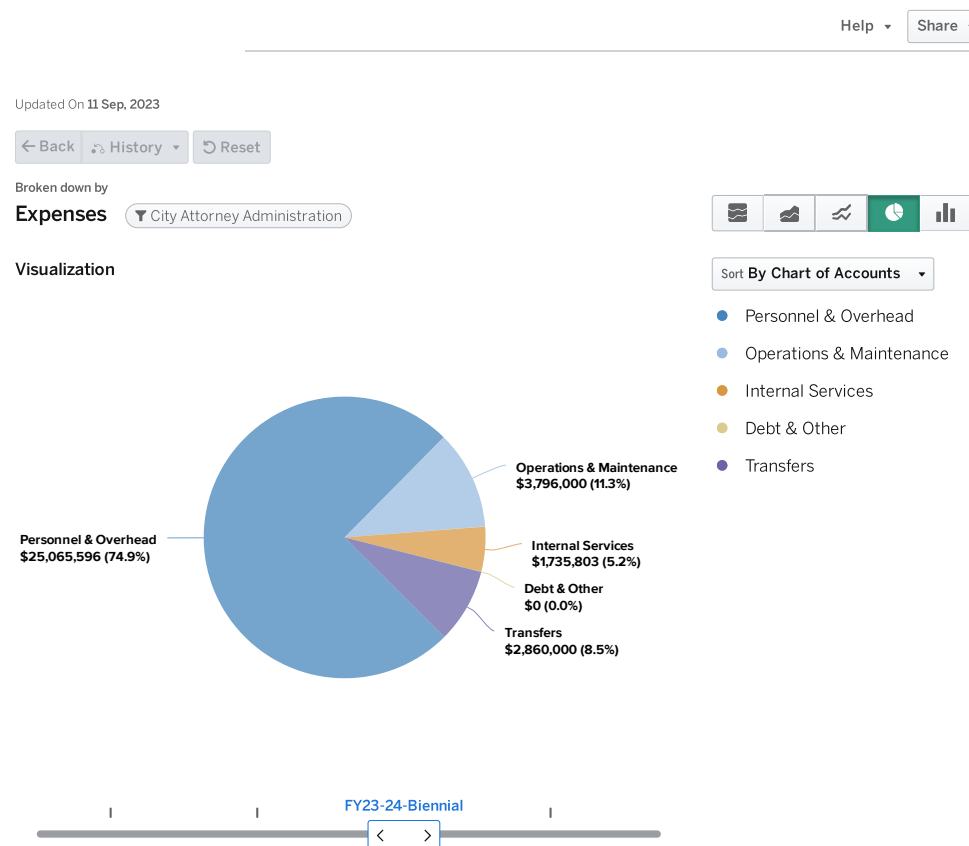 Help
Share
Updated On 11 Sep, 2023
Back
History
Reset
Broken down by
Expenses
City Attorney Administration
Visualization
Sort By Chart of Accounts
Personnel & Overhead
Operations & Maintenance
Internal Services
Debt & Other
Transfers
Operations & Maintenance
$3,796,000 (11.3%)
Personnel & Overhead
$25,065,596 (74.9%)
Internal Services
$1,735,803 (5.2%)
Debt & Other
$0 (0.0%)
Transfers
$2,860,000 (8.5%)
FY23-24-Biennial